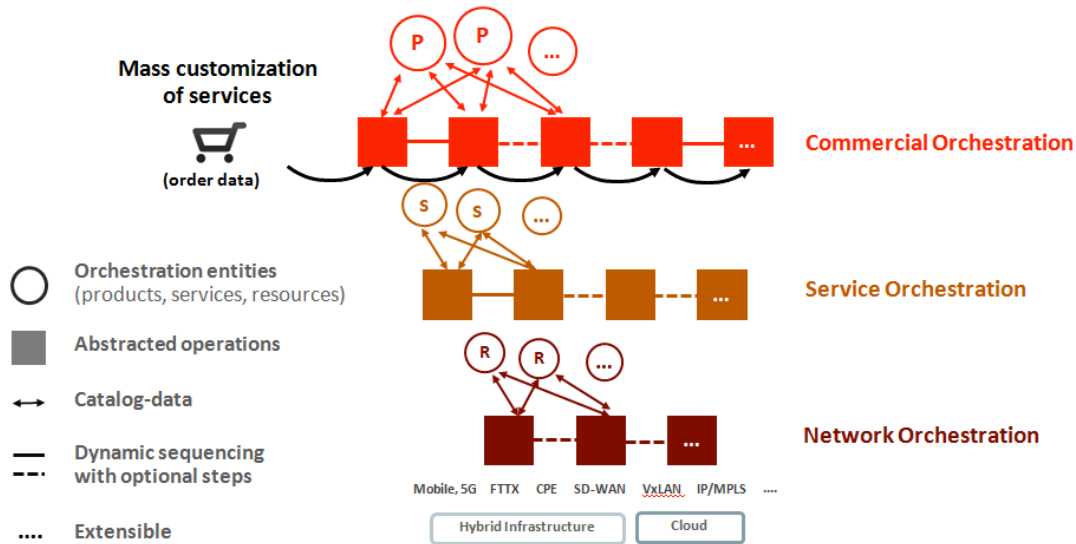 P
P
...
Mass customization
of services
(order data)
...
Commercial Orchestration
S
S
...
Orchestration entities
(products, services, resources)
...
Service Orchestration
Abstracted operations
R
R
...
Catalog-data
...
Network Orchestration
Dynamic sequencing
with optional steps
Mobile, 5G FTTX CPE SD-WAN VxLAN IP/MPLS ....
Hybrid Infrastructure Cloud
.... Extensible